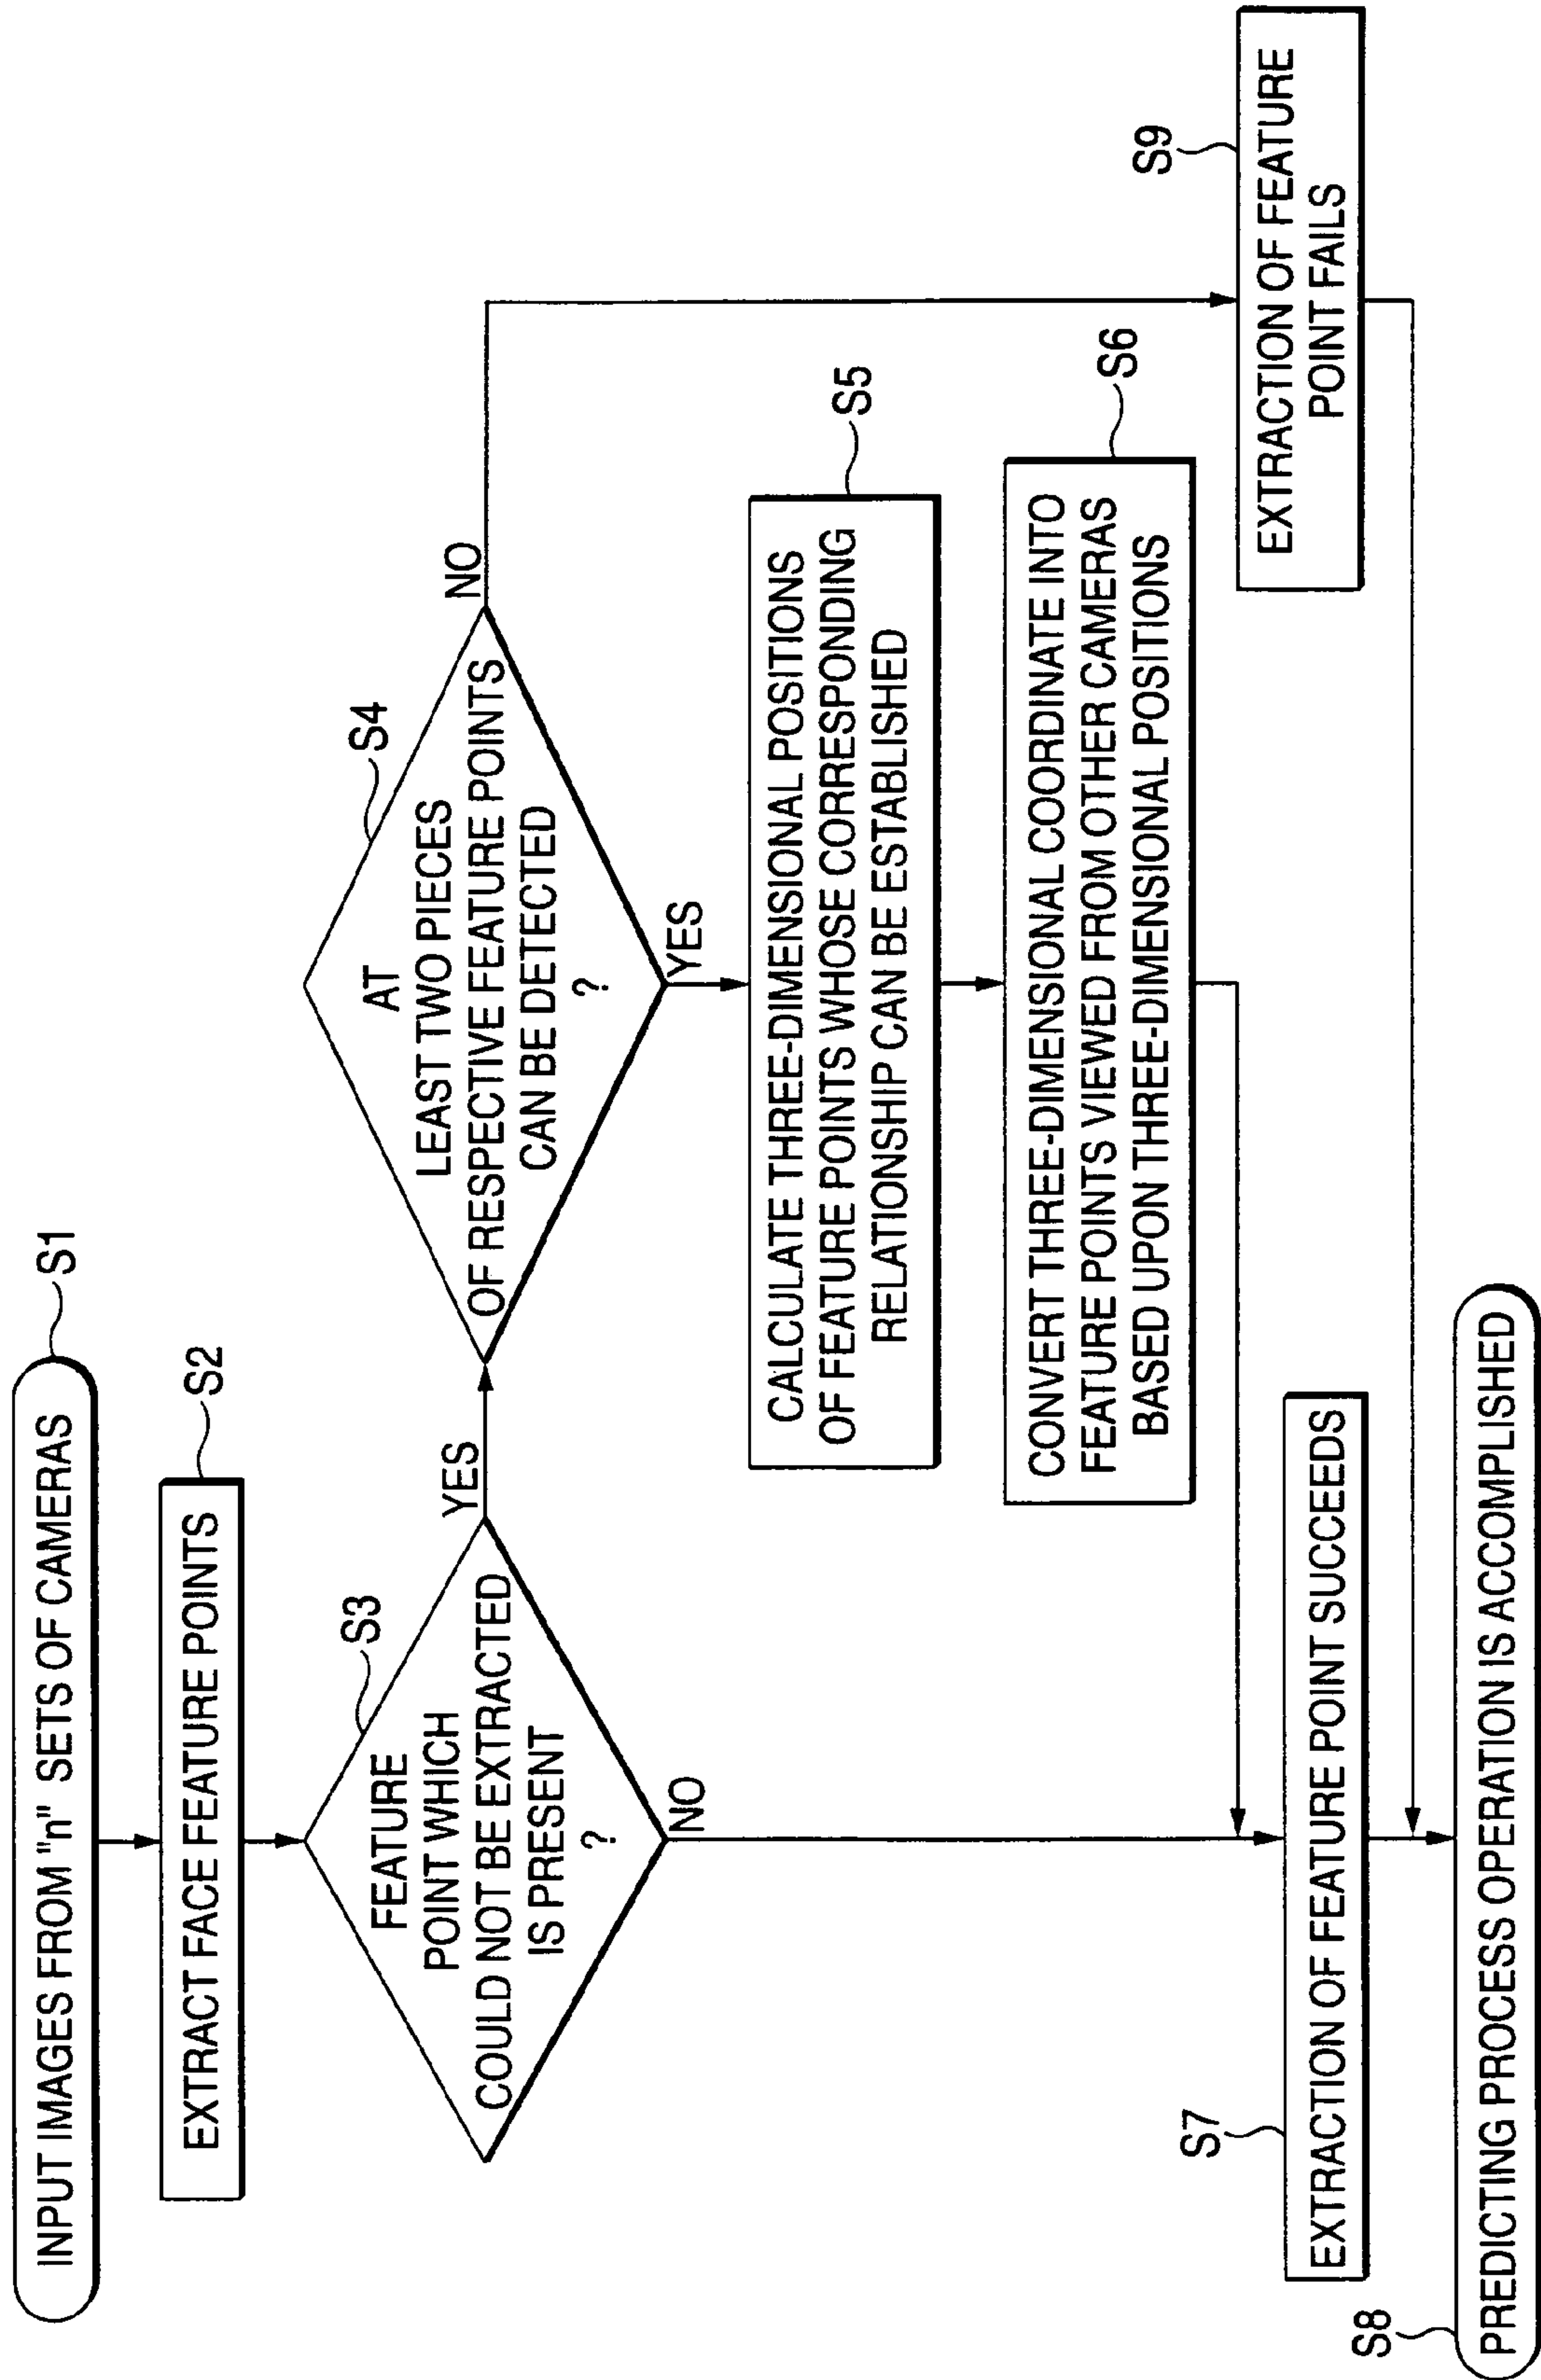 INPUT IMAGES FROM "n" SETS OF CAMERAS
S1
EXTRACT FACE FEATURE POINTS
S2
FEATURE
POINT WHICH
COULD NOT BE EXTRACTED
IS PRESENT
?
S3
YES
NO
AT
LEAST TWO PIECES
OF RESPECTIVE FEATURE POINTS
CAN BE DETECTED
?
S4
NO
YES
CALCULATE THREE-DIMENSIONAL POSITIONS
OF FEATURE POINTS WHOSE CORRESPONDING
RELATIONSHIP CAN BE ESTABLISHED
S5
CONVERT THREE-DIMENSIONAL COORDINATE INTO
FEATURE POINTS VIEWED FROM OTHER CAMERAS
BASED UPON THREE-DIMENSIONAL POSITIONS
S6
S7
EXTRACTION OF FEATURE POINT SUCCEEDS
S9
EXTRACTION OF FEATURE
POINT FAILS
S8
PREDICTING PROCESS OPERATION IS ACCOMPLISHED